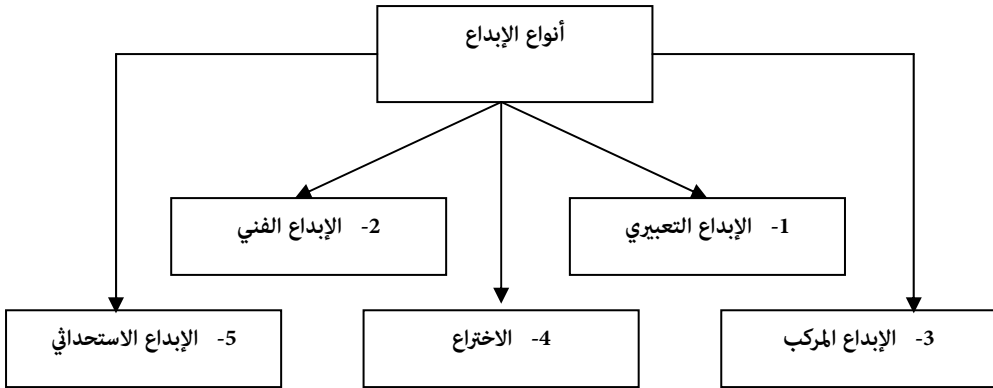 أنواع الإبداع
1- الإبداع التعبيري
2- الإبداع الفني
3- الإبداع المركب
4- الاختراع
5- الإبداع الاستحداثي